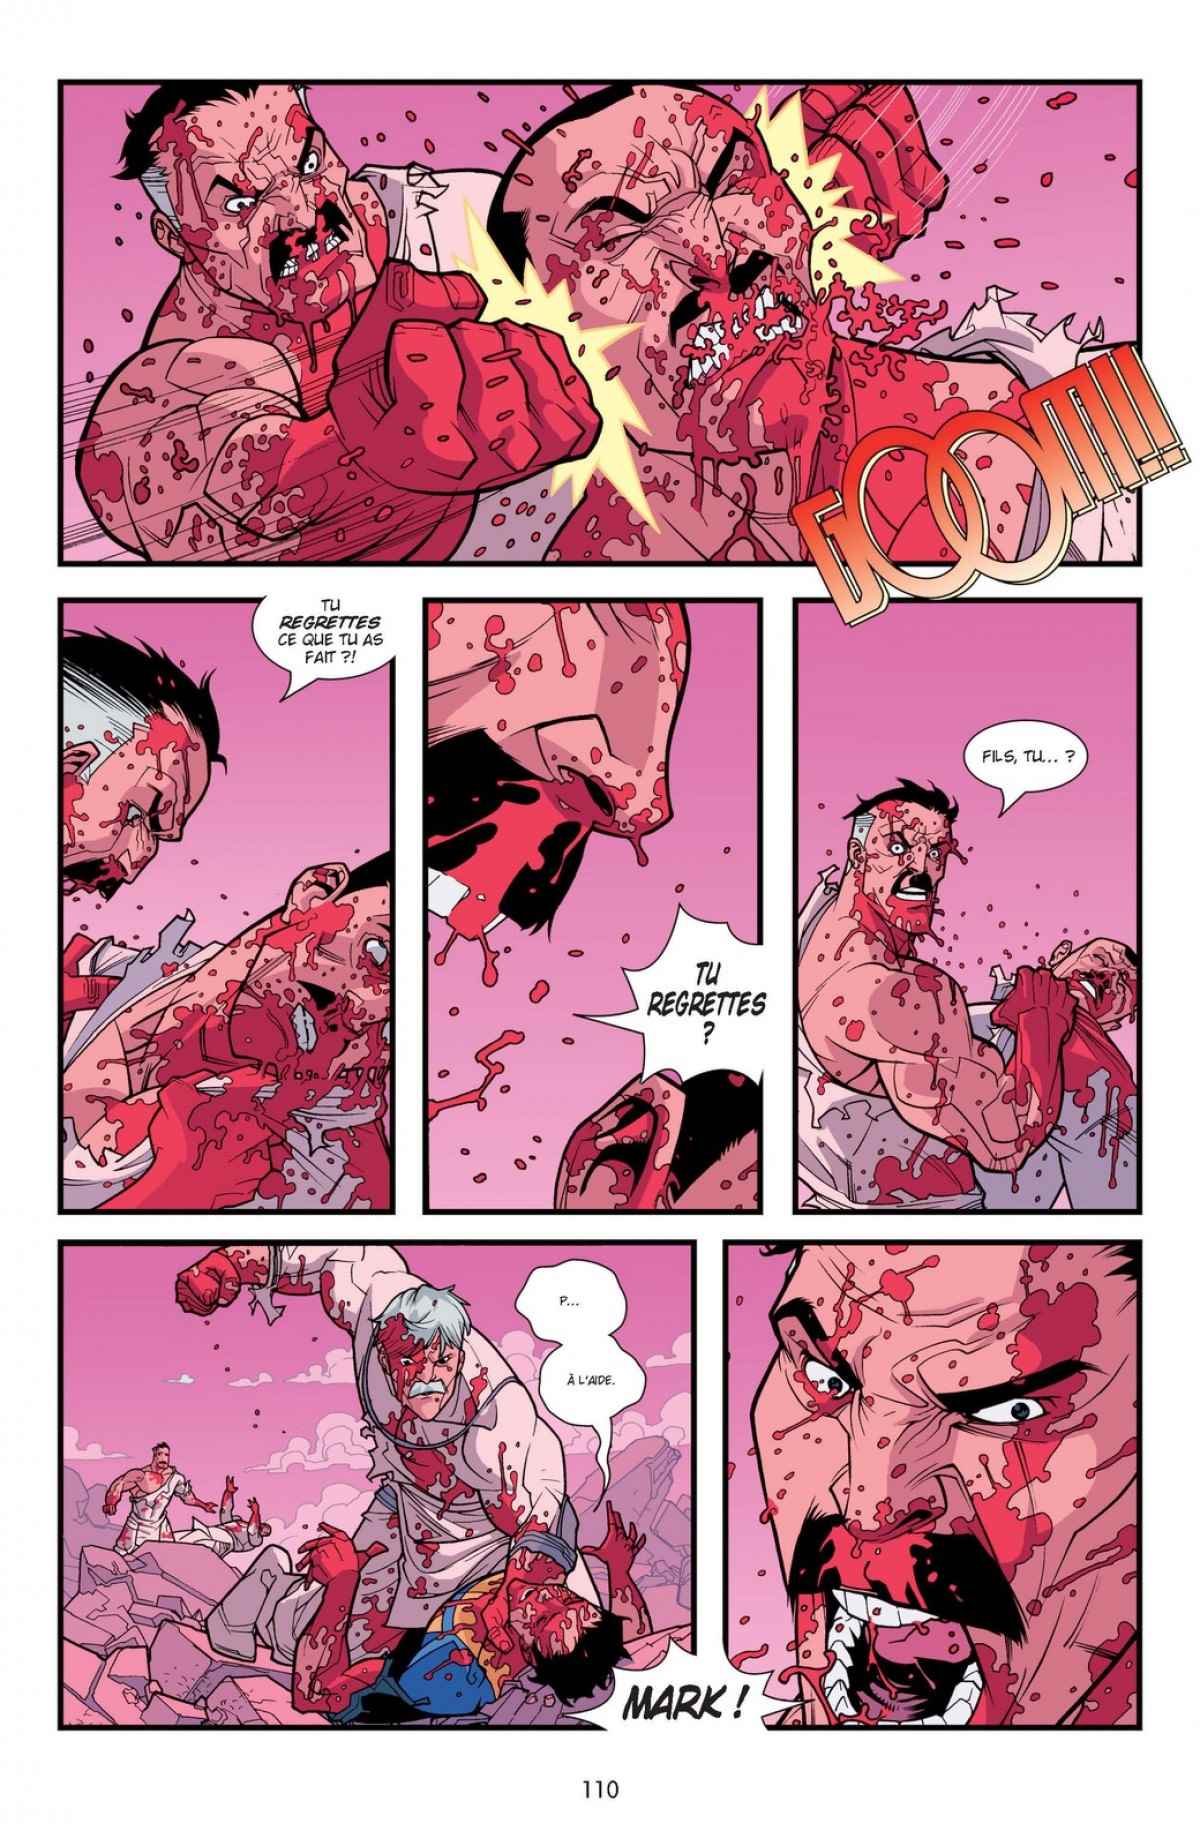 GOOM!!!
TU
REGRETTES
CE QUE TU AS
FAIT ?!
TU
REGRETTES
?
FILS, TU... ?
P...
À L'AIDE.
MARK !
110